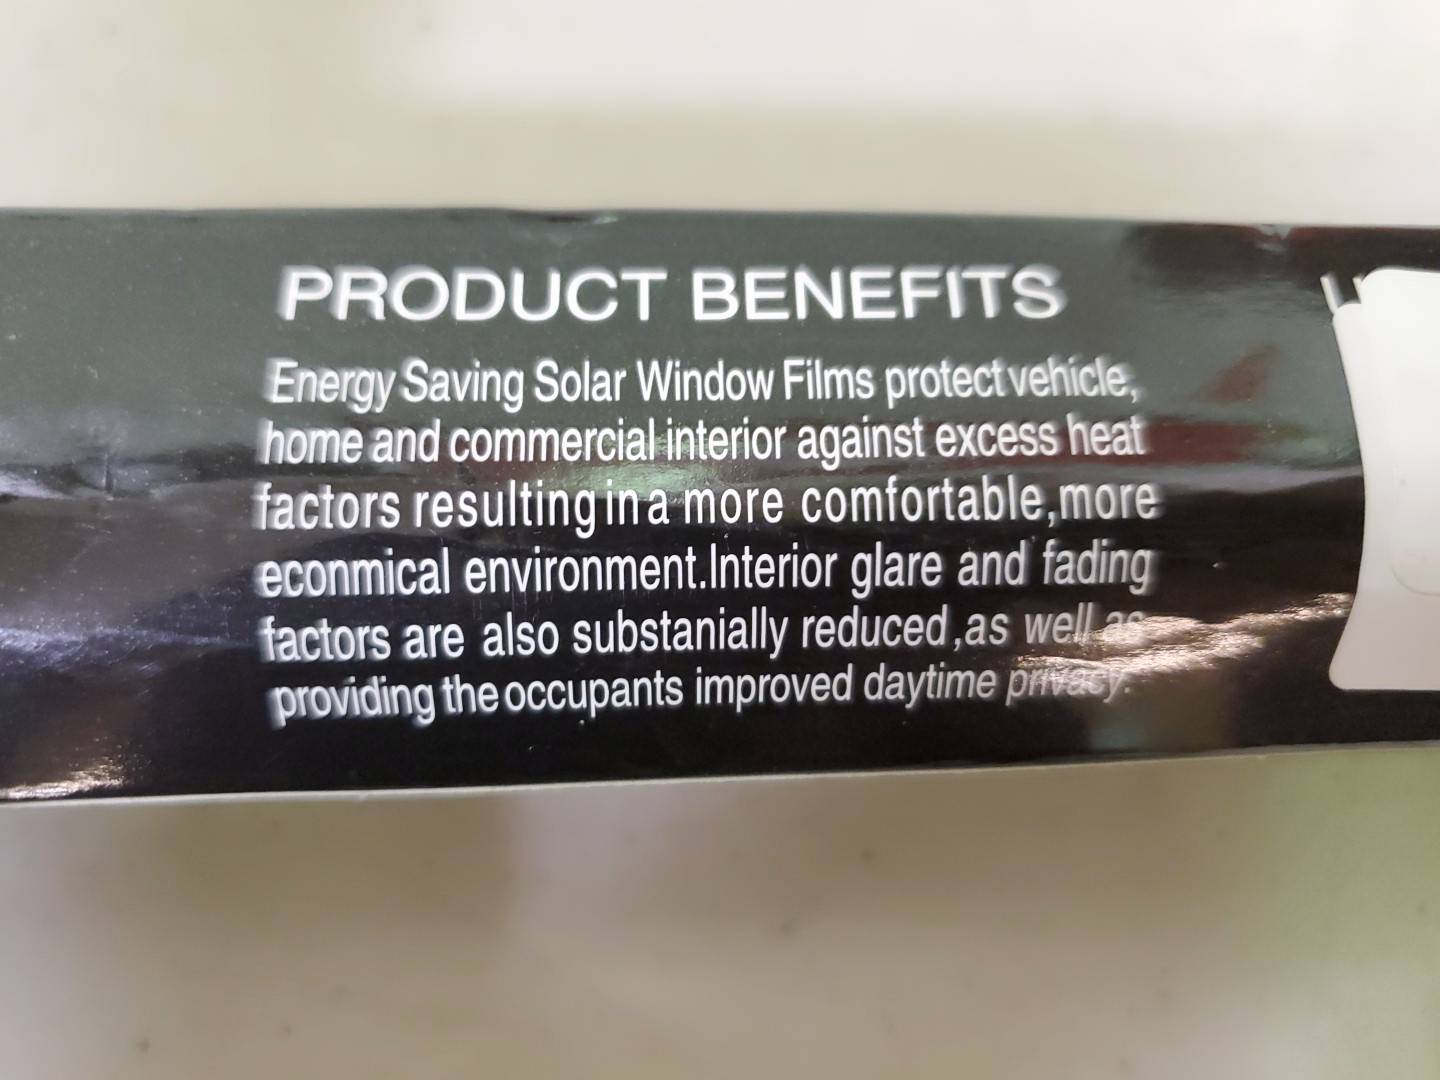 PRODUCT BENEFITS
Energy Saving Solar Window Films protect vehicle,
home and commercial interior against excess heat
factors resulting in a more comfortable,more
econmical environment.Interior glare and fading
factors are also substanially reduced,as well as
providing the occupants improved daytime privacy.